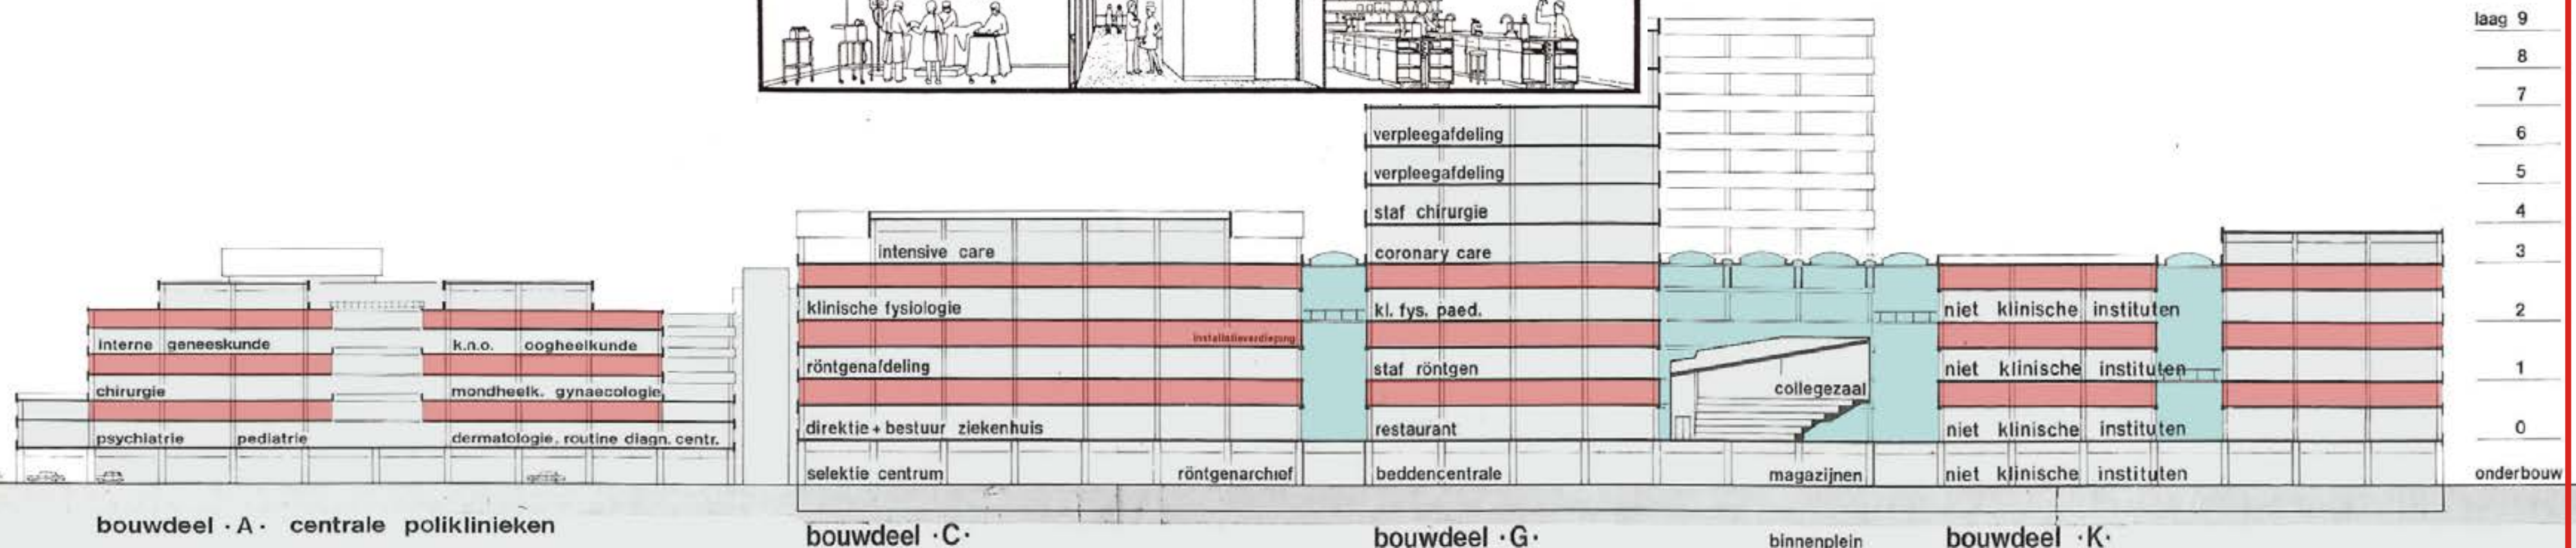 laag 9
8
7
verpleegafdeling
6
verpleegafdeling
5
staf chirurgie
4
intensive care
coronary care
3
klinische fysiologie
kl. fys. paed.
niet klinische instituten
2
installatieverdieping
interne geneeskunde
k.n.o. oogheelkunde
röntgenafdeling
staf röntgen
niet klinische instituten
1
chirurgie
mondheelk. gynaecologie
collegezaal
direktie + bestuur ziekenhuis
restaurant
niet klinische instituten
0
psychiatrie pediatrie
dermatologie, routine diagn. centr.
selektie centrum
röntgenarchief
beddencentrale
magazijnen
niet klinische instituten
onderbouw
bouwdeel · A · centrale poliklinieken
bouwdeel · C ·
bouwdeel · G ·
binnenplein
bouwdeel · K ·